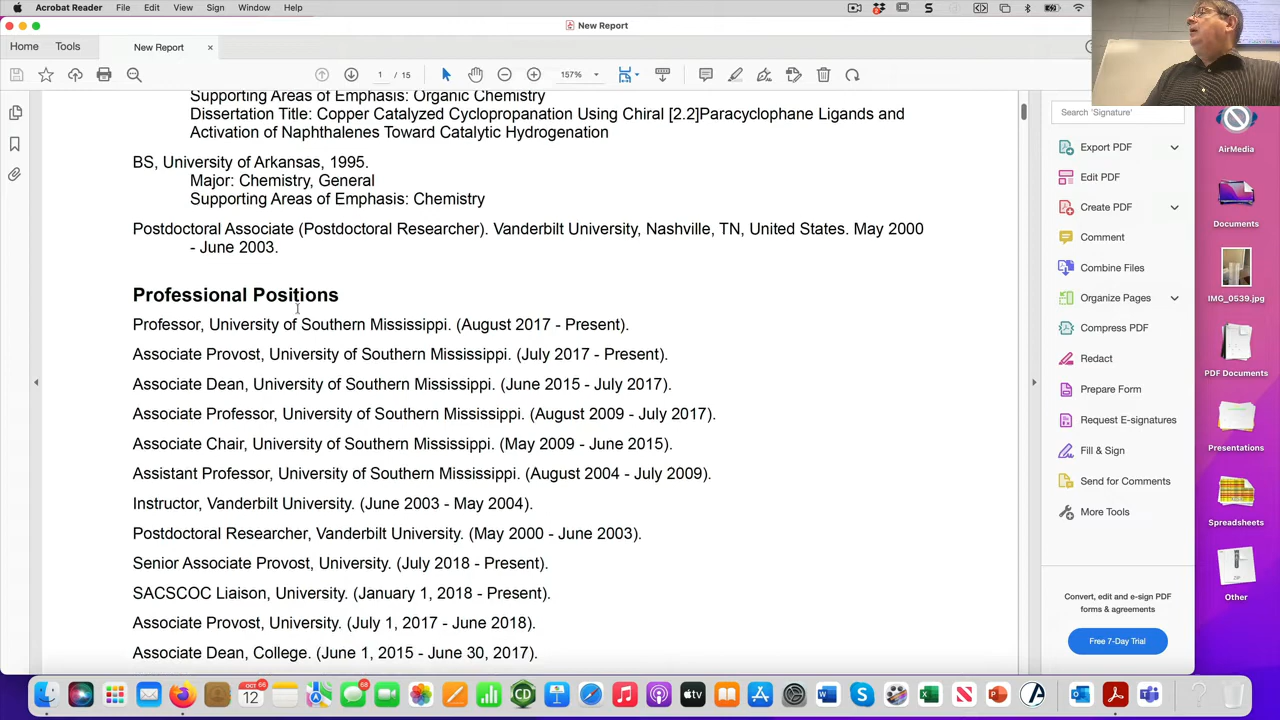 Acrobat Reader File Edit View Sign Window Help
New Report
Home Tools New Report ×
1 / 15 157%
Supporting Areas of Emphasis: Organic Chemistry
Dissertation Title: Copper Catalyzed Cyclopropanation Using Chiral [2.2]Paracyclophane Ligands and
Activation of Naphthalenes Toward Catalytic Hydrogenation
BS, University of Arkansas, 1995.
Major: Chemistry, General
Supporting Areas of Emphasis: Chemistry
Postdoctoral Associate (Postdoctoral Researcher). Vanderbilt University, Nashville, TN, United States. May 2000
- June 2003.
Professional Positions
Professor, University of Southern Mississippi. (August 2017 - Present).
Associate Provost, University of Southern Mississippi. (July 2017 - Present).
Associate Dean, University of Southern Mississippi. (June 2015 - July 2017).
Associate Professor, University of Southern Mississippi. (August 2009 - July 2017).
Associate Chair, University of Southern Mississippi. (May 2009 - June 2015).
Assistant Professor, University of Southern Mississippi. (August 2004 - July 2009).
Instructor, Vanderbilt University. (June 2003 - May 2004).
Postdoctoral Researcher, Vanderbilt University. (May 2000 - June 2003).
Senior Associate Provost, University. (July 2018 - Present).
SACSCOC Liaison, University. (January 1, 2018 - Present).
Associate Provost, University. (July 1, 2017 - June 2018).
Associate Dean, College. (June 1, 2015 - June 30, 2017).
Search 'Signature'
Export PDF
Edit PDF
Create PDF
Comment
Combine Files
Organize Pages
Compress PDF
Redact
Prepare Form
Request E-signatures
Fill & Sign
Send for Comments
More Tools
Convert, edit and e-sign PDF
forms & agreements
Free 7-Day Trial
AirMedia
Documents
IMG_0539.jpg
PDF Documents
Presentations
Spreadsheets
ZIP
Other
OCT
12